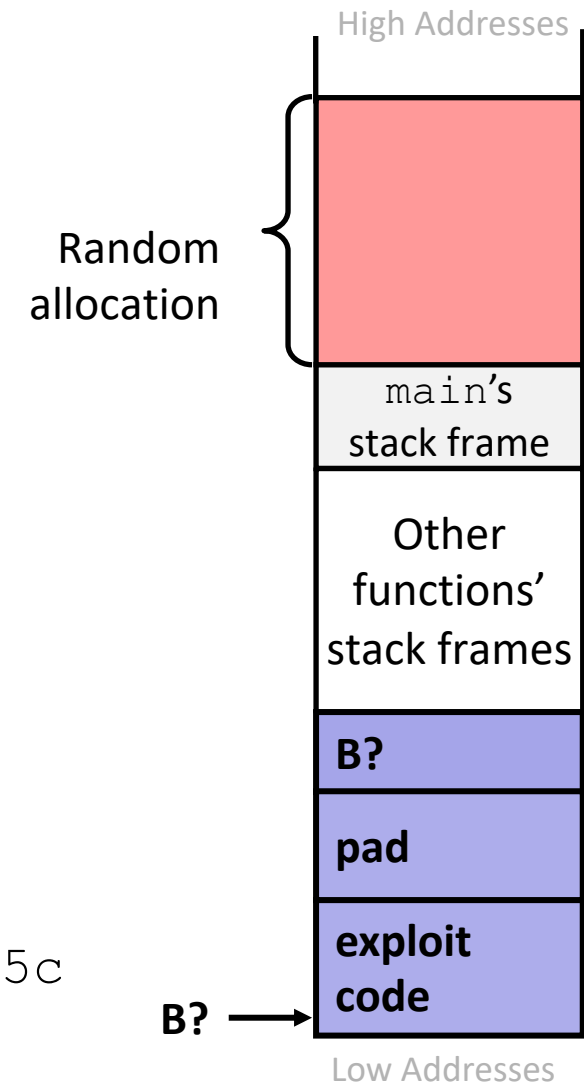 High Addresses
Random
allocation
main's
stack frame
Other
functions’
stack frames
B?
pad
exploit
code
5c
B?
Low Addresses